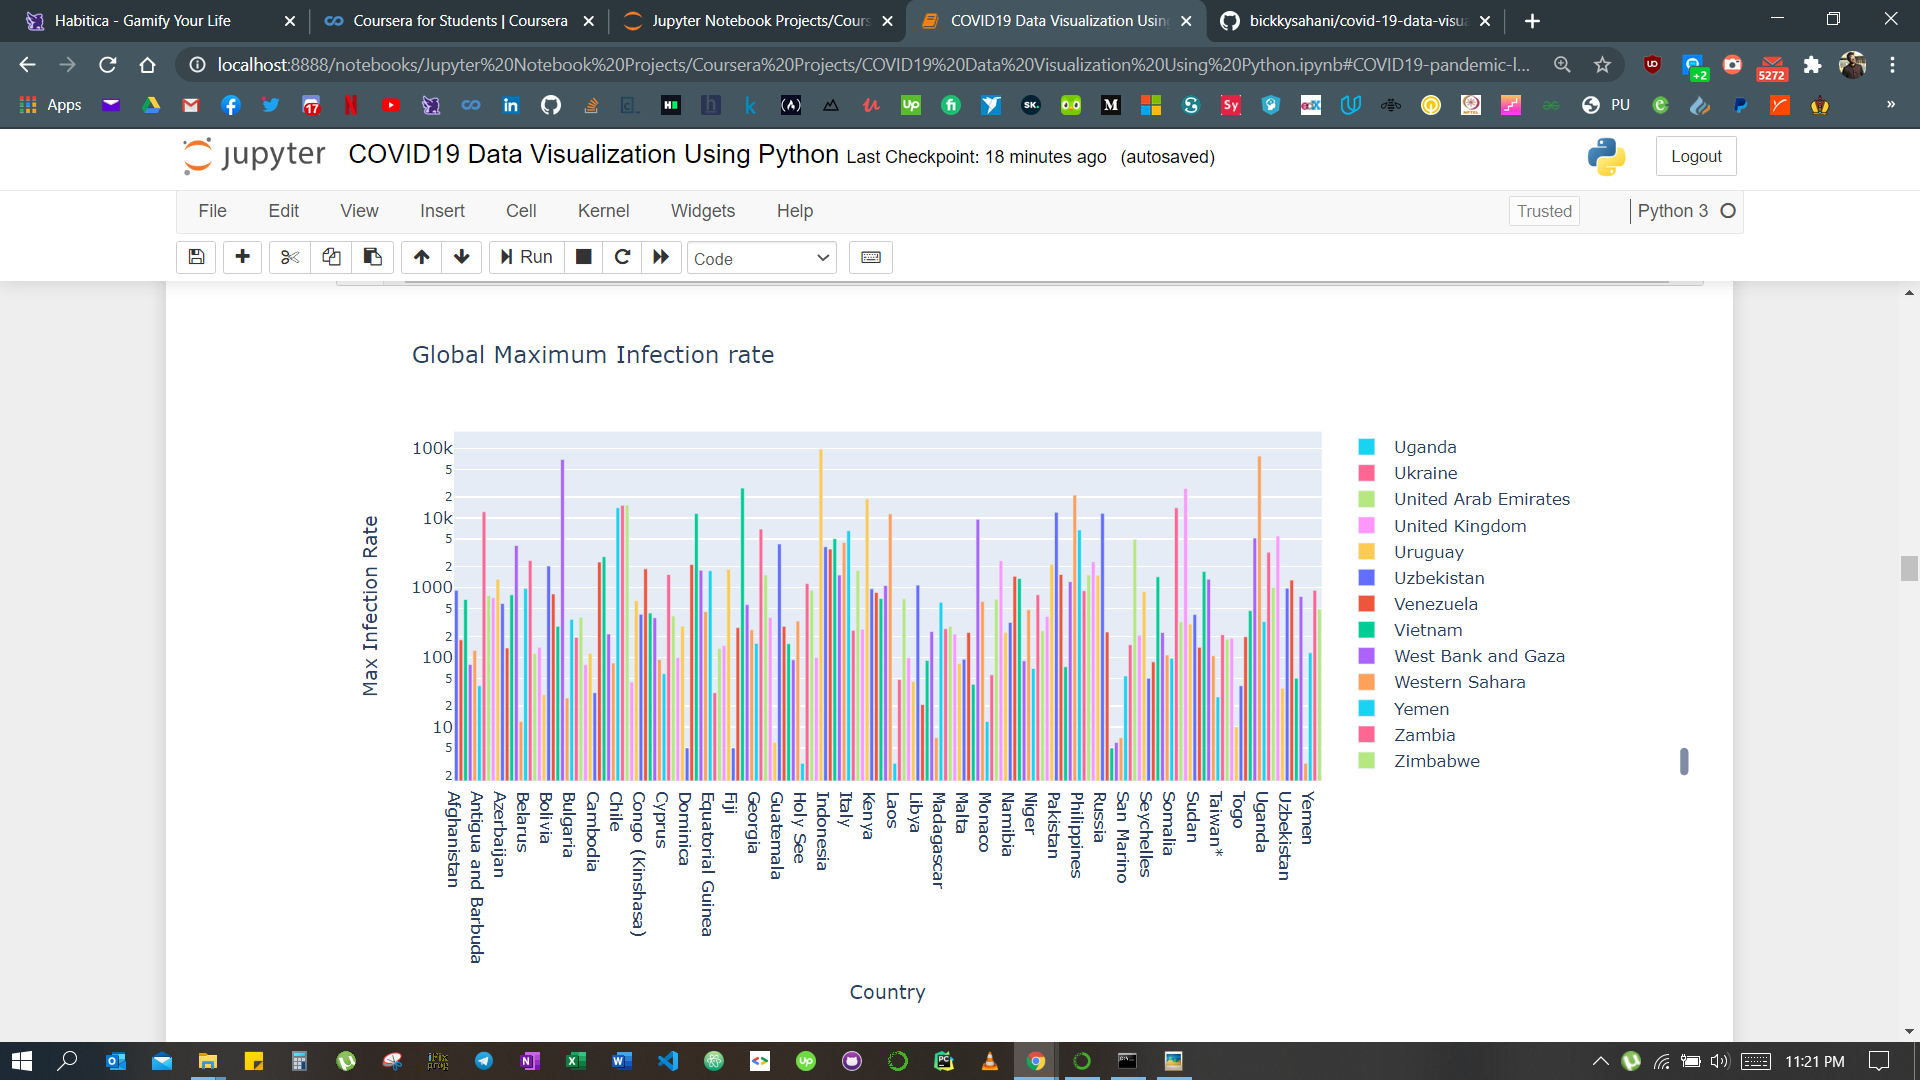 Habitica - Gamify Your Life
Coursera for Students | Coursera
Jupyter Notebook Projects/Cours
COVID19 Data Visualization Usin
bickkysahani/covid-19-data-visua
localhost:8888/notebooks/Jupyter%20Notebook%20Projects/Coursera%20Projects/COVID19%20Data%20Visualization%20Using%20Python.ipynb#COVID19-pandemic-I...
+2
5272
Apps
17
PU
jupyter COVID19 Data Visualization Using Python Last Checkpoint: 18 minutes ago (autosaved)
Logout
File Edit View Insert Cell Kernel Widgets Help
Trusted
Python 3
Run
Code
Global Maximum Infection rate
100k
5
2
10k
5
2
1000
5
2
100
5
2
10
5
2
Max Infection Rate
Afghanistan
Antigua and Barbuda
Azerbaijan
Belarus
Bolivia
Bulgaria
Cambodia
Chile
Congo (Kinshasa)
Cyprus
Dominica
Equatorial Guinea
Fiji
Georgia
Guatemala
Holy See
Indonesia
Italy
Kenya
Laos
Libya
Madagascar
Malta
Monaco
Namibia
Niger
Pakistan
Philippines
Russia
San Marino
Seychelles
Somalia
Sudan
Taiwan*
Togo
Uganda
Uzbekistan
Yemen
Country
Uganda
Ukraine
United Arab Emirates
United Kingdom
Uruguay
Uzbekistan
Venezuela
Vietnam
West Bank and Gaza
Western Sahara
Yemen
Zambia
Zimbabwe
11:21 PM